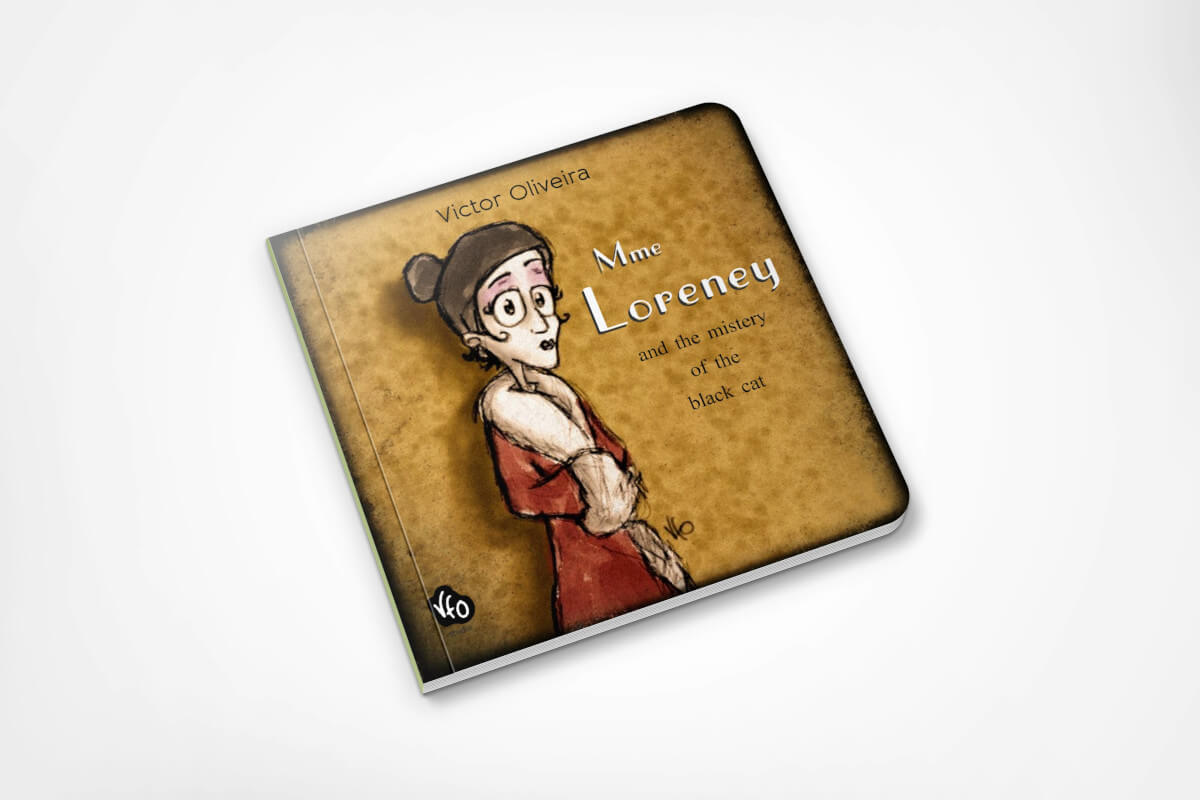 Victor Oliveira
Mme
Loreney
and the mistery
of the
black cat
vfo
vfo